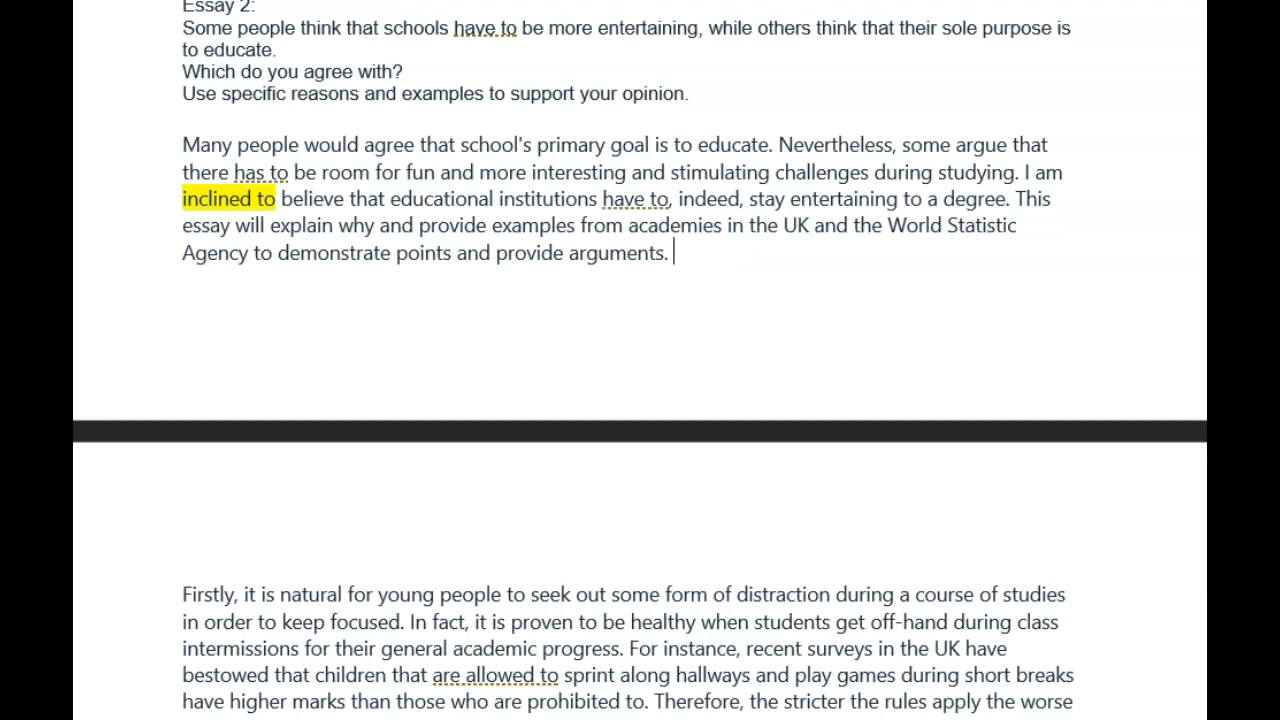 Essay 2:
Some people think that schools have to be more entertaining, while others think that their sole purpose is
to educate.
Which do you agree with?
Use specific reasons and examples to support your opinion.
Many people would agree that school's primary goal is to educate. Nevertheless, some argue that
there has to be room for fun and more interesting and stimulating challenges during studying. I am
inclined to believe that educational institutions have to, indeed, stay entertaining to a degree. This
essay will explain why and provide examples from academies in the UK and the World Statistic
Agency to demonstrate points and provide arguments.
Firstly, it is natural for young people to seek out some form of distraction during a course of studies
in order to keep focused. In fact, it is proven to be healthy when students get off-hand during class
intermissions for their general academic progress. For instance, recent surveys in the UK have
bestowed that children that are allowed to sprint along hallways and play games during short breaks
have higher marks than those who are prohibited to. Therefore, the stricter the rules apply the worse